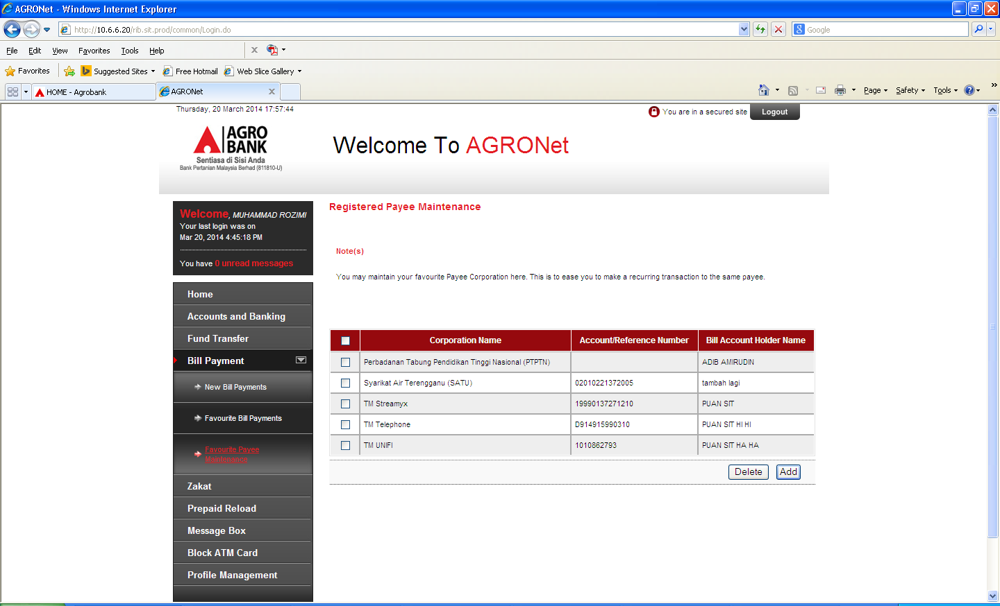 AGRONet - Windows Internet Explorer
http://10.6.6.20/rib.sit.prod/common/Login.do
Google
File Edit View Favorites Tools Help
Favorites Suggested Sites Free Hotmail Web Slice Gallery
HOME - Agrobank AGRONet Page Safety Tools
Thursday, 20 March 2014 17:57:44
You are in a secured site Logout
AGRO
BANK
Sentiasa di Sisi Anda
Bank Pertanian Malaysia Berhad (811810-U)
Welcome To AGRONet
Welcome, MUHAMMAD ROZIMI
Your last login was on
Mar 20, 2014 4:45:18 PM
You have 0 unread messages
Home
Accounts and Banking
Fund Transfer
Bill Payment
New Bill Payments
Favourite Bill Payments
Favourite Payee
Maintenance
Zakat
Prepaid Reload
Message Box
Block ATM Card
Profile Management
Registered Payee Maintenance
Note(s)
You may maintain your favourite Payee Corporation here. This is to ease you to make a recurring transaction to the same payee.
Corporation Name Account/Reference Number Bill Account Holder Name
Perbadanan Tabung Pendidikan Tinggi Nasional (PTPTN) ADIB AMIRUDIN
Syarikat Air Terengganu (SATU) 02010221372005 tambah lagi
TM Streamyx 19990137271210 PUAN SIT
TM Telephone D914915990310 PUAN SIT HI HI
TM UNIFI 1010862793 PUAN SIT HA HA
Delete Add